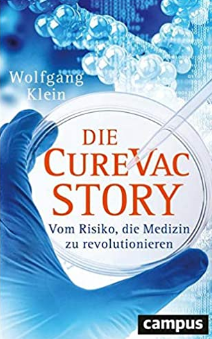 Wolfgang
Klein
DIE
CUREVAC
STORY
Vom Risiko, die Medizin
zu revolutionieren
campus